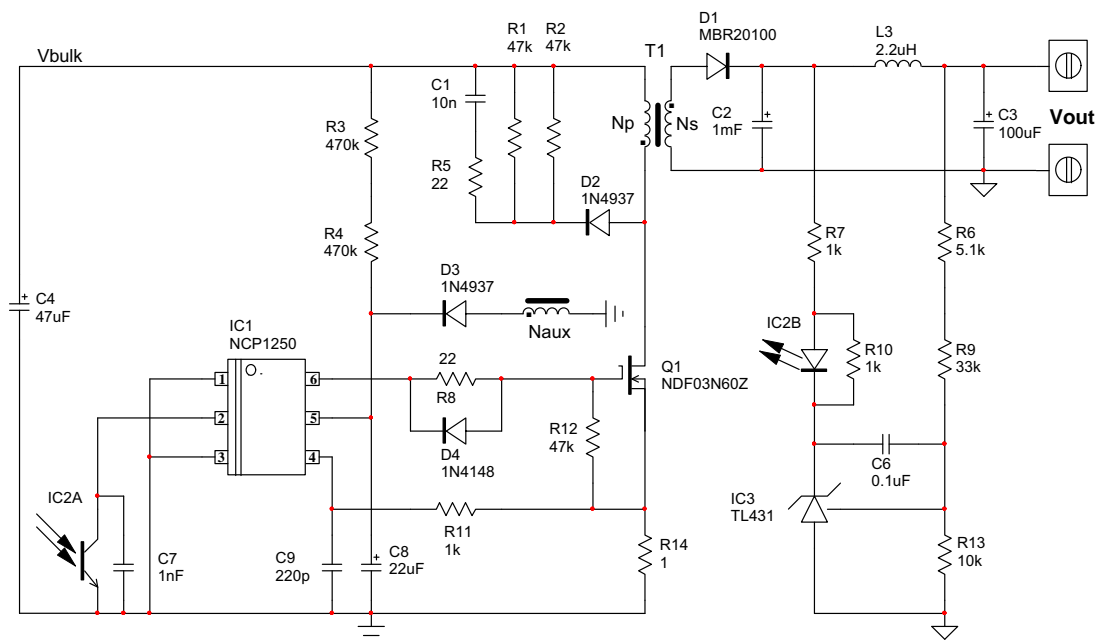 Vbulk
R1
47k
R2
47k
T1
D1
MBR20100
L3
2.2uH
C1
10n
R3
470k
Np
Ns
C2
1mF
+
C3
100uF
+
Vout
R5
22
D2
1N4937
R4
470k
R7
1k
R6
5.1k
D3
1N4937
Naux
C4
47uF
+
IC1
NCP1250
IC2B
R10
1k
R9
33k
22
R8
Q1
NDF03N60Z
1
2
3
6
5
4
D4
1N4148
R12
47k
C6
0.1uF
IC2A
IC3
TL431
R11
1k
C7
1nF
C9
220p
C8
22uF
+
R14
1
R13
10k